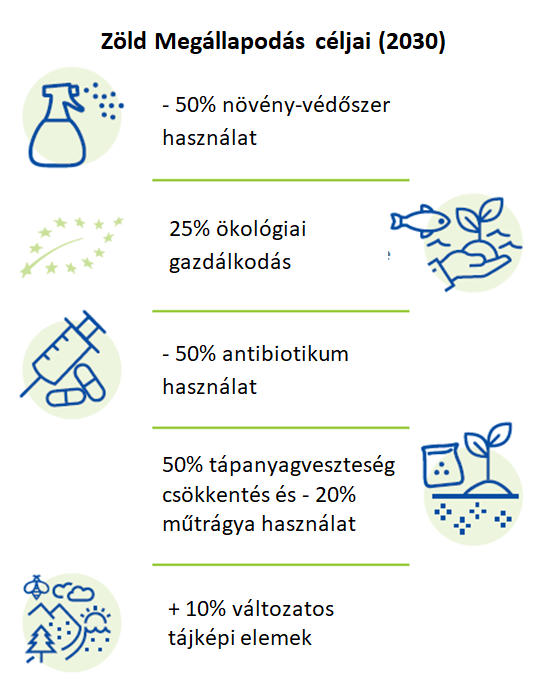 Zöld Megállapodás céljai (2030)
- 50% növény-védőszer
használat
25% ökológiai
gazdálkodás
- 50% antibiotikum
használat
50% tápanyagveszteség
csökkentés és - 20%
műtrágya használat
+ 10% változatos
tájképi elemek